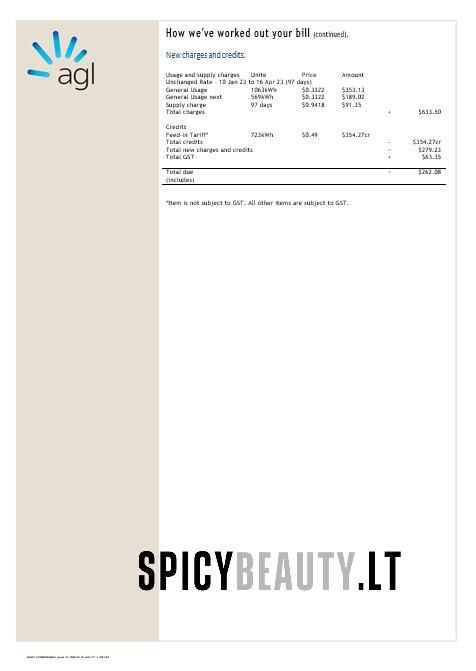 How we've worked out your bill (continued).
agl
New charges and credits.
Usage and supply charges Units Price Amount
Unchanged Rate - 10 Jan 23 to 16 Apr 23 (97 days)
General Usage 1063kWh $0.3322 $353.13
General Usage next 569kWh $0.3322 $189.02
Supply charge 97 days $0.9418 $91.35
Total charges + $633.50
Credits
Feed-in Tariff* 723kWh $0.49 $354.27cr
Total credits - $354.27cr
Total new charges and credits = $279.23
Total GST + $63.35
Total due = $262.08
(includes)
*Item is not subject to GST. All other items are subject to GST.
SPICYBEAUTY.LT